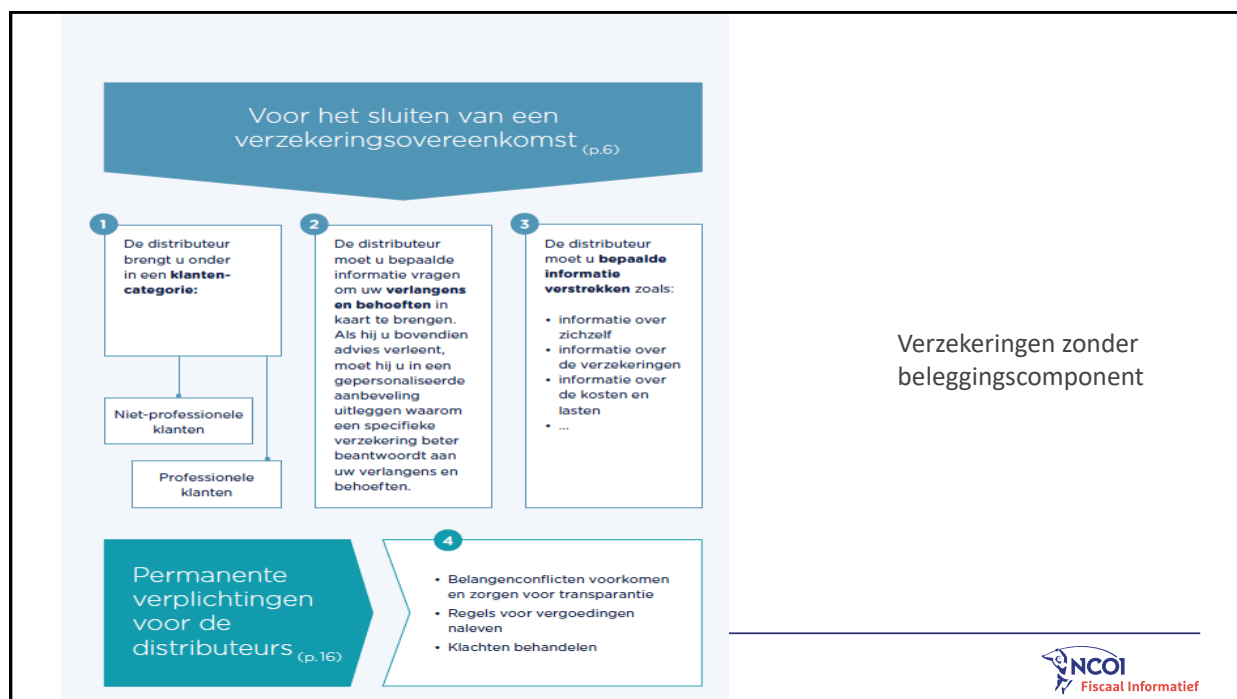 Voor het sluiten van een
verzekeringsovereenkomst (p.6)
1
De distributeur
brengt u onder
in een klanten-
categorie:
Niet-professionele
klanten
Professionele
klanten
2
De distributeur
moet u bepaalde
informatie vragen
om uw verlangens
en behoeften in
kaart te brengen.
Als hij u bovendien
advies verleent,
moet hij u in een
gepersonaliseerde
aanbeveling
uitleggen waarom
een specifieke
verzekering beter
beantwoordt aan
uw verlangens en
behoeften.
3
De distributeur
moet u bepaalde
informatie
verstrekken zoals:
• informatie over
zichzelf
• informatie over
de verzekeringen
• informatie over
de kosten en
lasten
• ...
Verzekeringen zonder
beleggingscomponent
Permanente
verplichtingen
voor de
distributeurs (p.16)
4
• Belangenconflicten voorkomen
en zorgen voor transparantie
• Regels voor vergoedingen
naleven
• Klachten behandelen
NCOI
Fiscaal Informatief